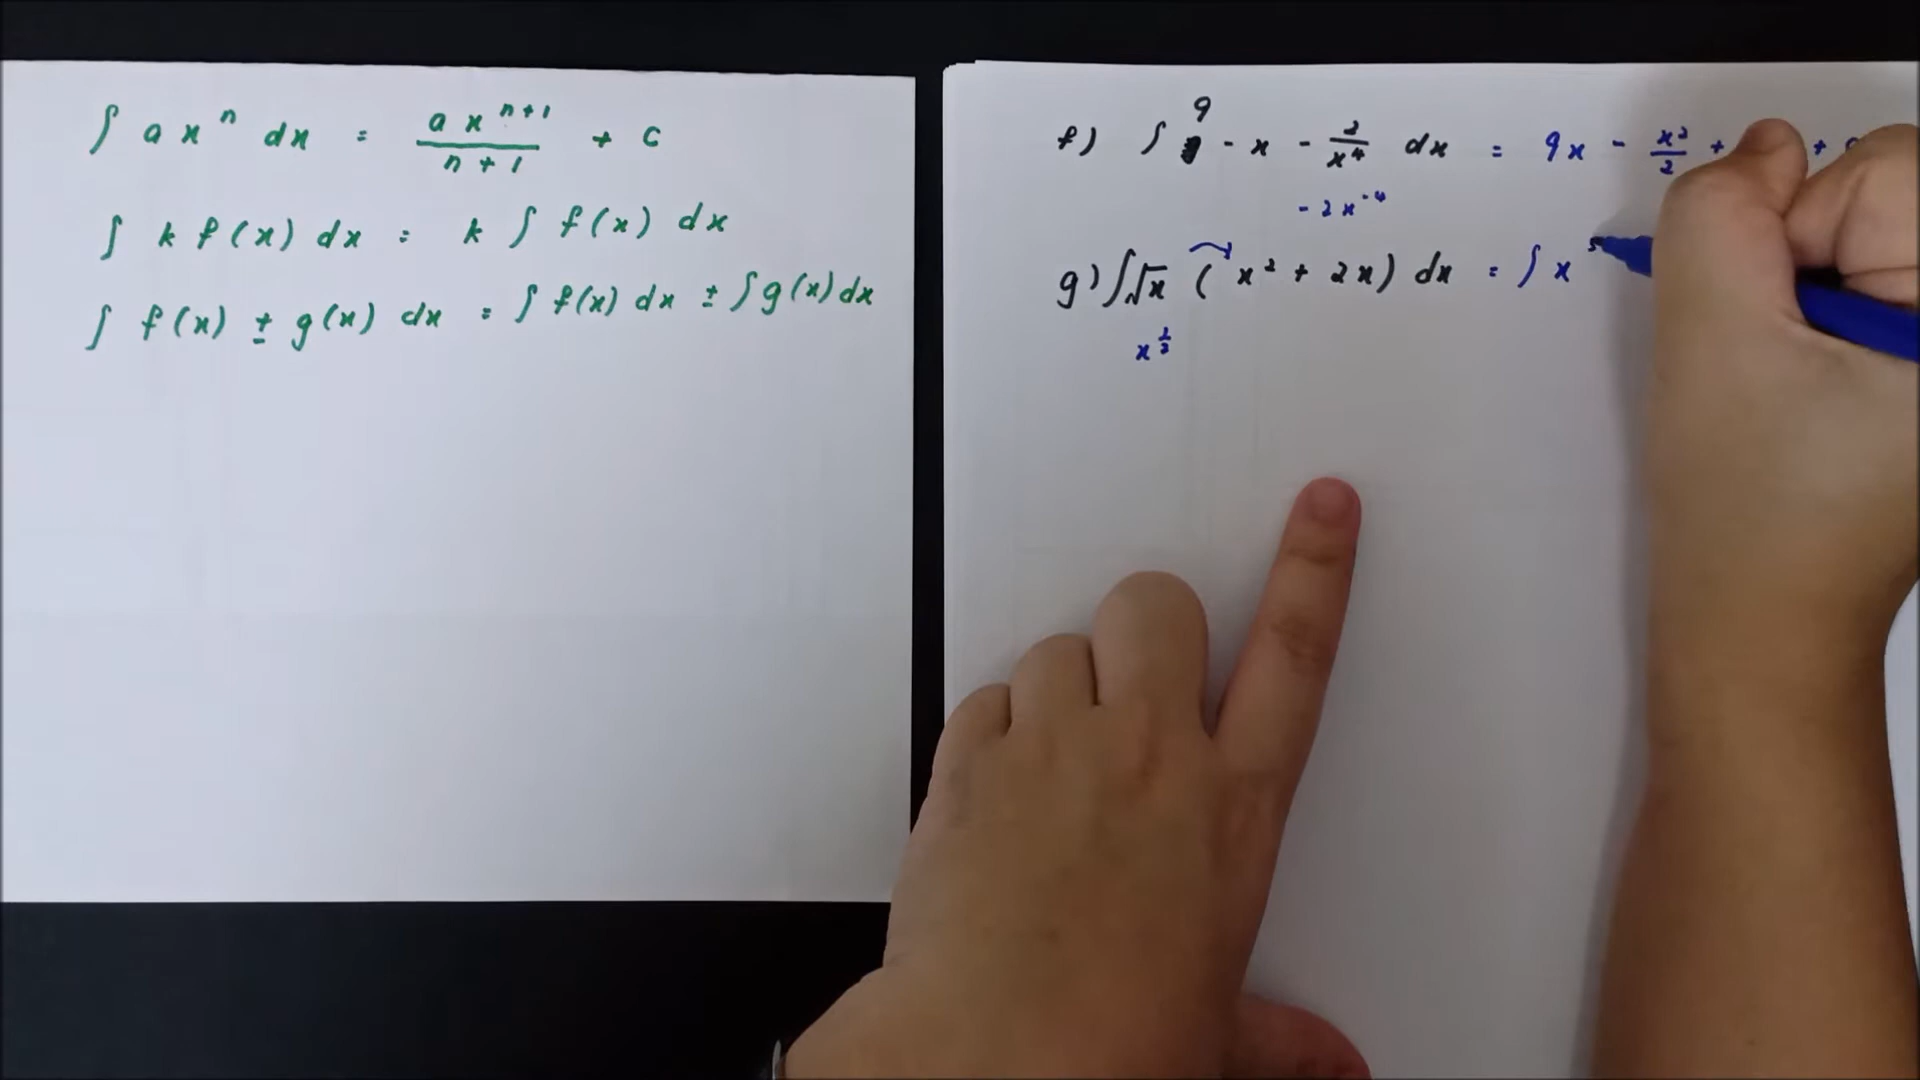 ∫ a xⁿ dx = a xⁿ⁺¹ / n + 1 + c
∫ k f(x) dx = k ∫ f(x) dx
∫ f(x) ± g(x) dx = ∫ f(x) dx ± ∫ g(x) dx
f) ∫ 9 - x - 2/x⁴ dx = 9x - x²/2 + +
- 2x⁻⁴
g) ∫ √x ( x² + 2x) dx = ∫ x
x^(1/2)